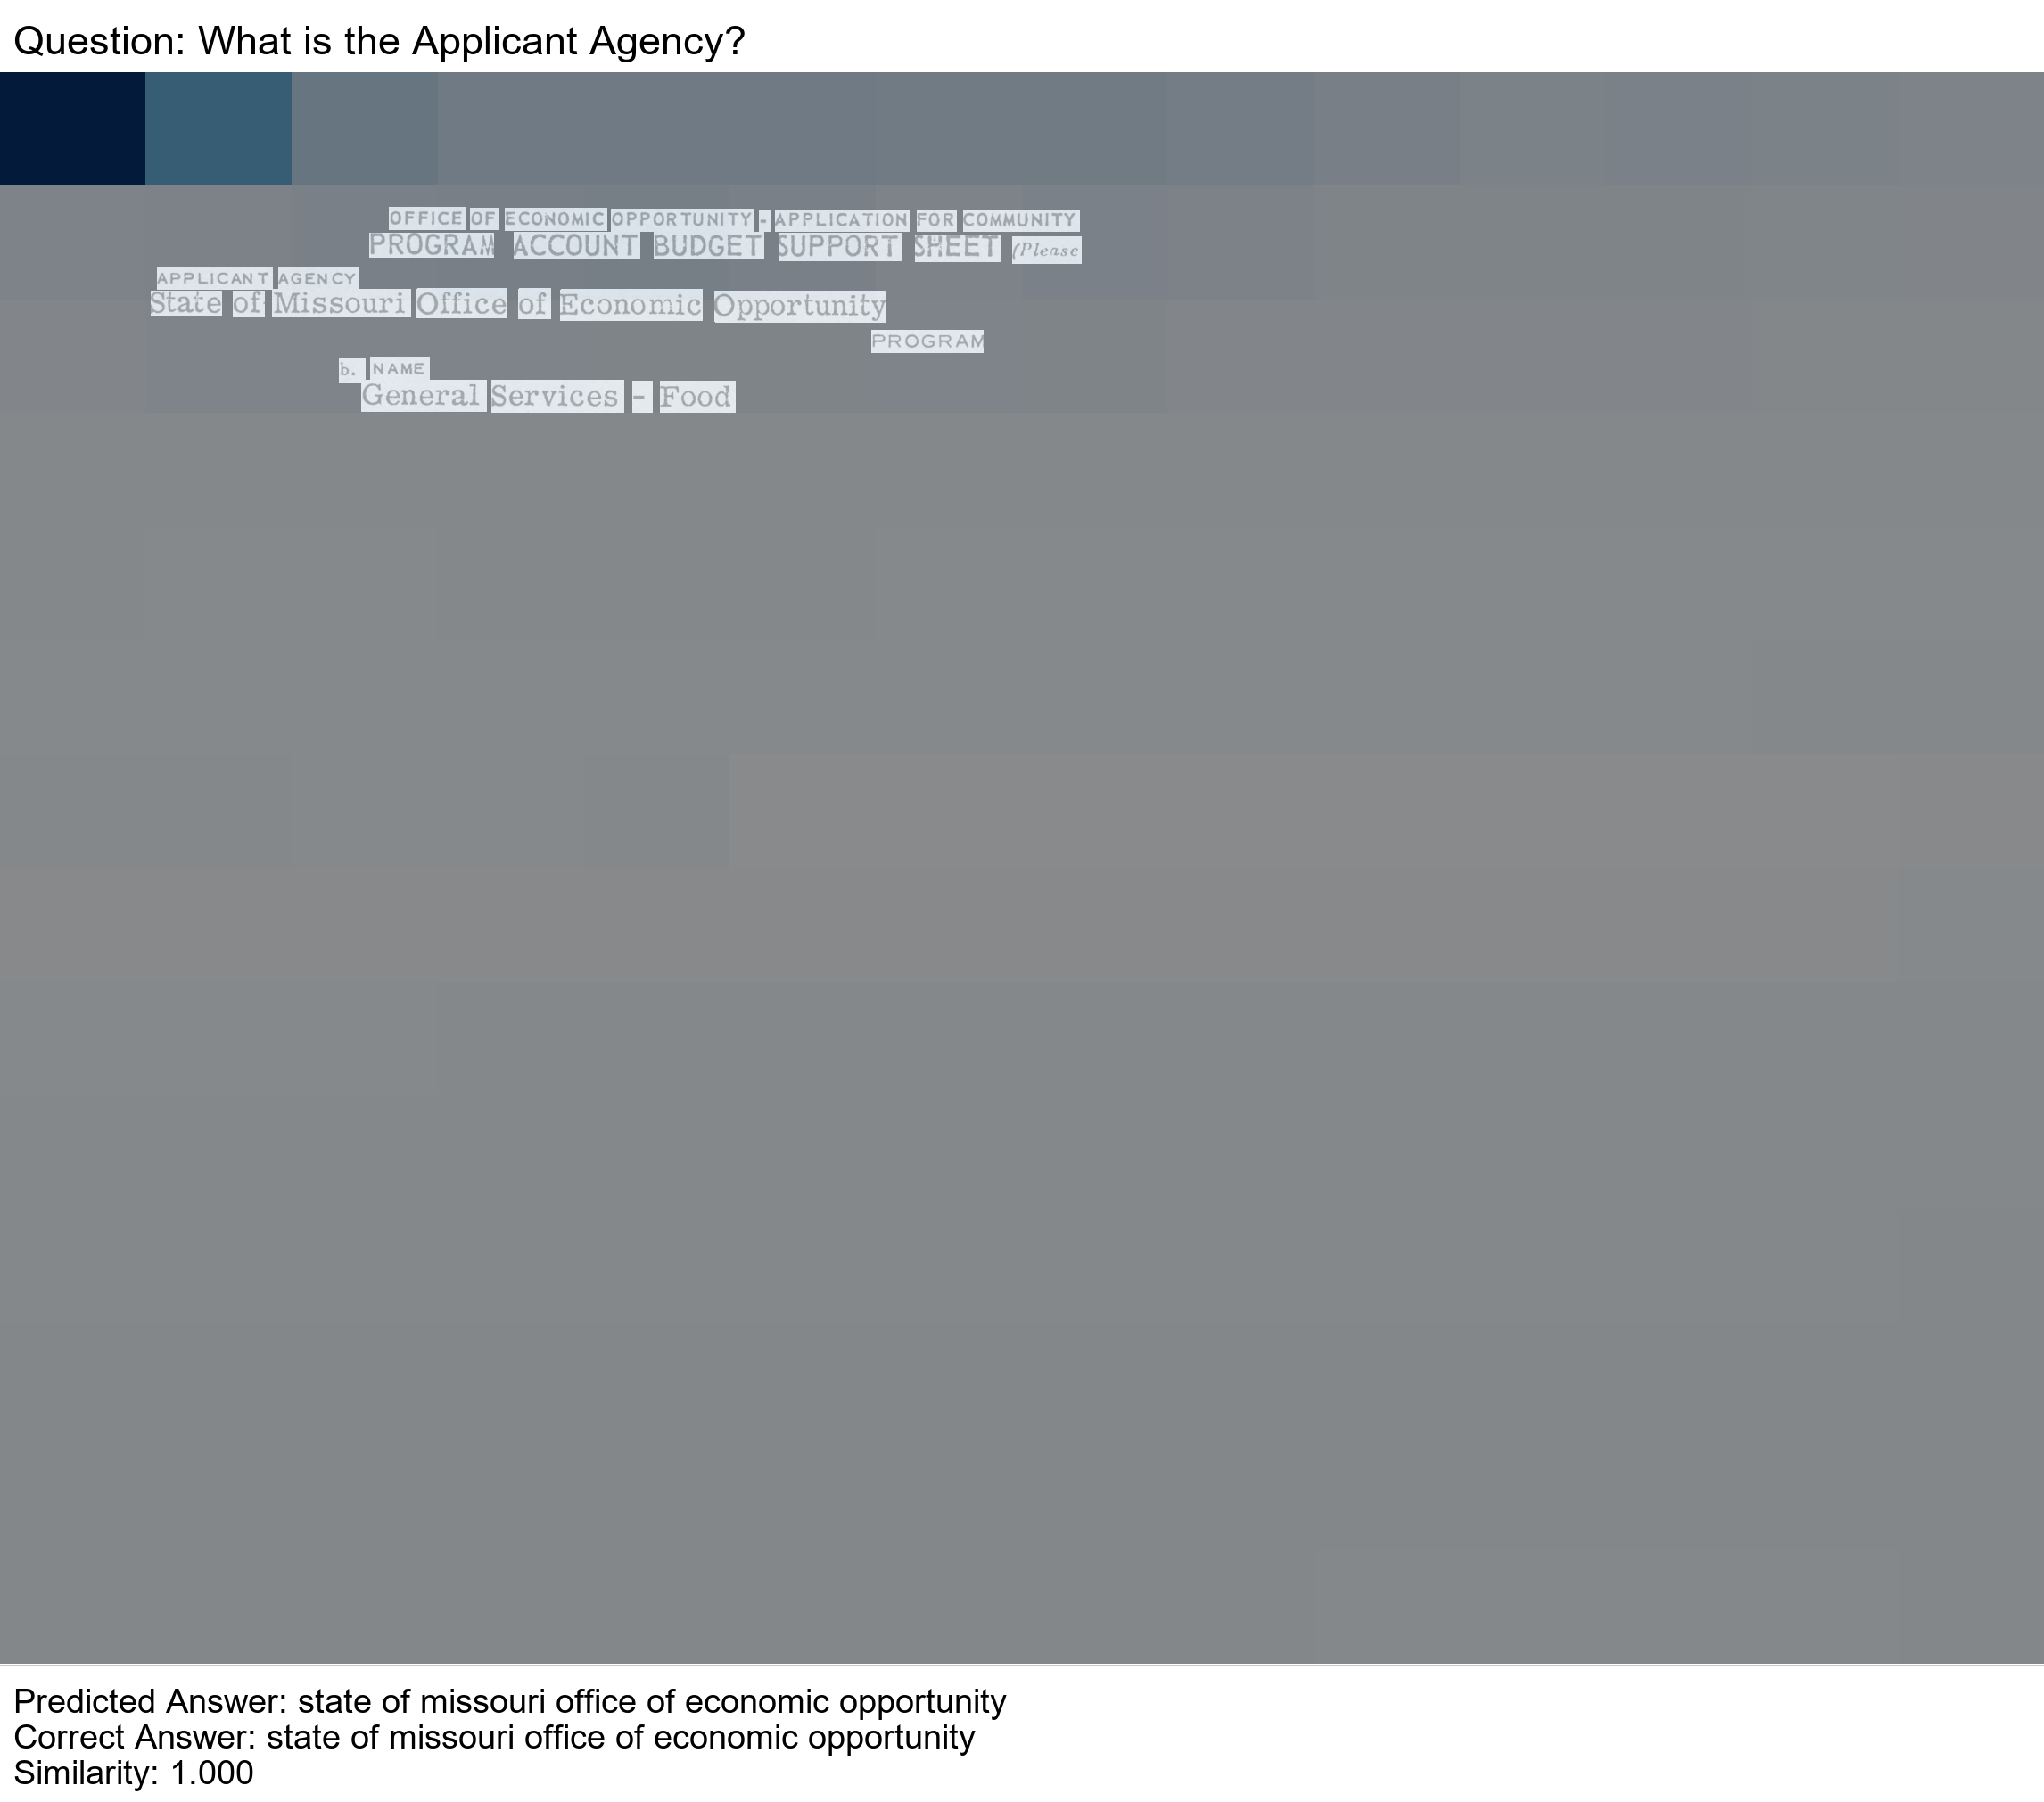 Question: What is the Applicant Agency?
OFFICE OF ECONOMIC OPPORTUNITY - APPLICATION FOR COMMUNITY
PROGRAM ACCOUNT BUDGET SUPPORT SHEET (Please
APPLICANT AGENCY
State of Missouri Office of Economic Opportunity
PROGRAM
b. NAME
General Services - Food
Predicted Answer: state of missouri office of economic opportunity
Correct Answer: state of missouri office of economic opportunity
Similarity: 1.000